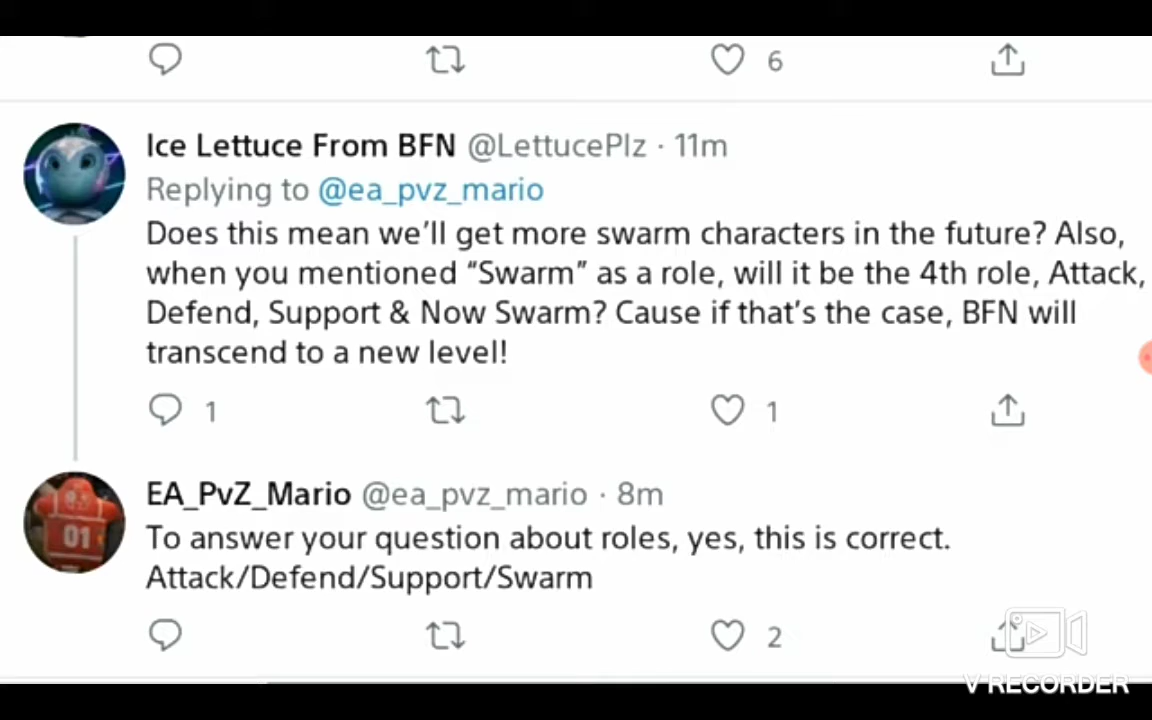 6
Ice Lettuce From BFN @LettucePlz · 11m
Replying to @ea_pvz_mario
Does this mean we’ll get more swarm characters in the future? Also,
when you mentioned “Swarm” as a role, will it be the 4th role, Attack,
Defend, Support & Now Swarm? Cause if that’s the case, BFN will
transcend to a new level!
1 1
01
EA_PvZ_Mario @ea_pvz_mario · 8m
To answer your question about roles, yes, this is correct.
Attack/Defend/Support/Swarm
2
V RECORDER